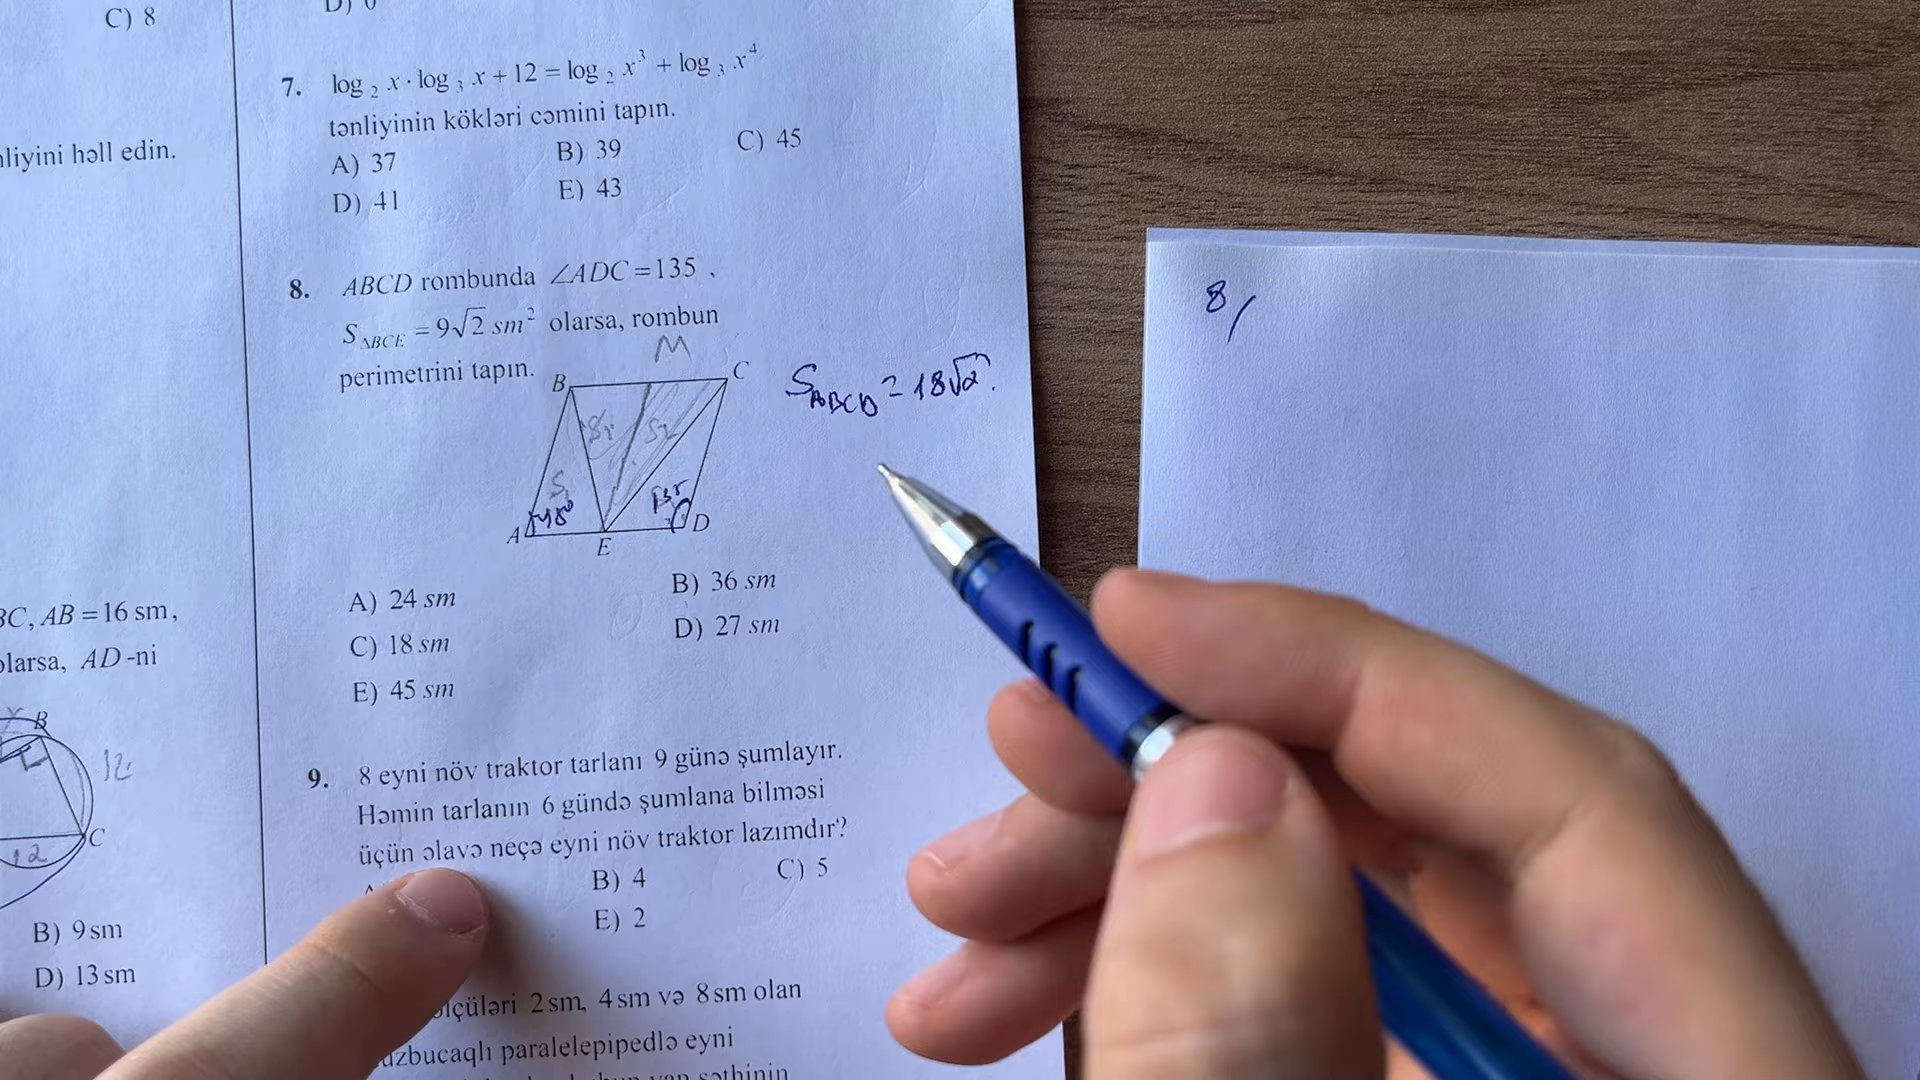 C) 8
liyini həll edin.
BC, AB = 16 sm,
olarsa, AD -ni
B
12
C
12
B) 9 sm
D) 13 sm
7. log₂ x · log₃ x + 12 = log₂ x³ + log₃ x⁴
tənliyinin kökləri cəmini tapın.
A) 37 B) 39 C) 45
D) 41 E) 43
8. ABCD rombunda ∠ADC = 135 ,
S△BCE = 9√2 sm² olarsa, rombun
perimetrini tapın.
M
B C
S₁ S₂
S₁
45° 135
A E D
S_ABCD = 18√2.
A) 24 sm B) 36 sm
C) 18 sm D) 27 sm
E) 45 sm
9. 8 eyni növ traktor tarlanı 9 günə şumlayır.
Həmin tarlanın 6 gündə şumlana bilməsi
üçün əlavə neçə eyni növ traktor lazımdır?
B) 4 C) 5
E) 2
lçüləri 2 sm, 4 sm və 8 sm olan
uzbucaqlı paralelepipedlə eyni
8/